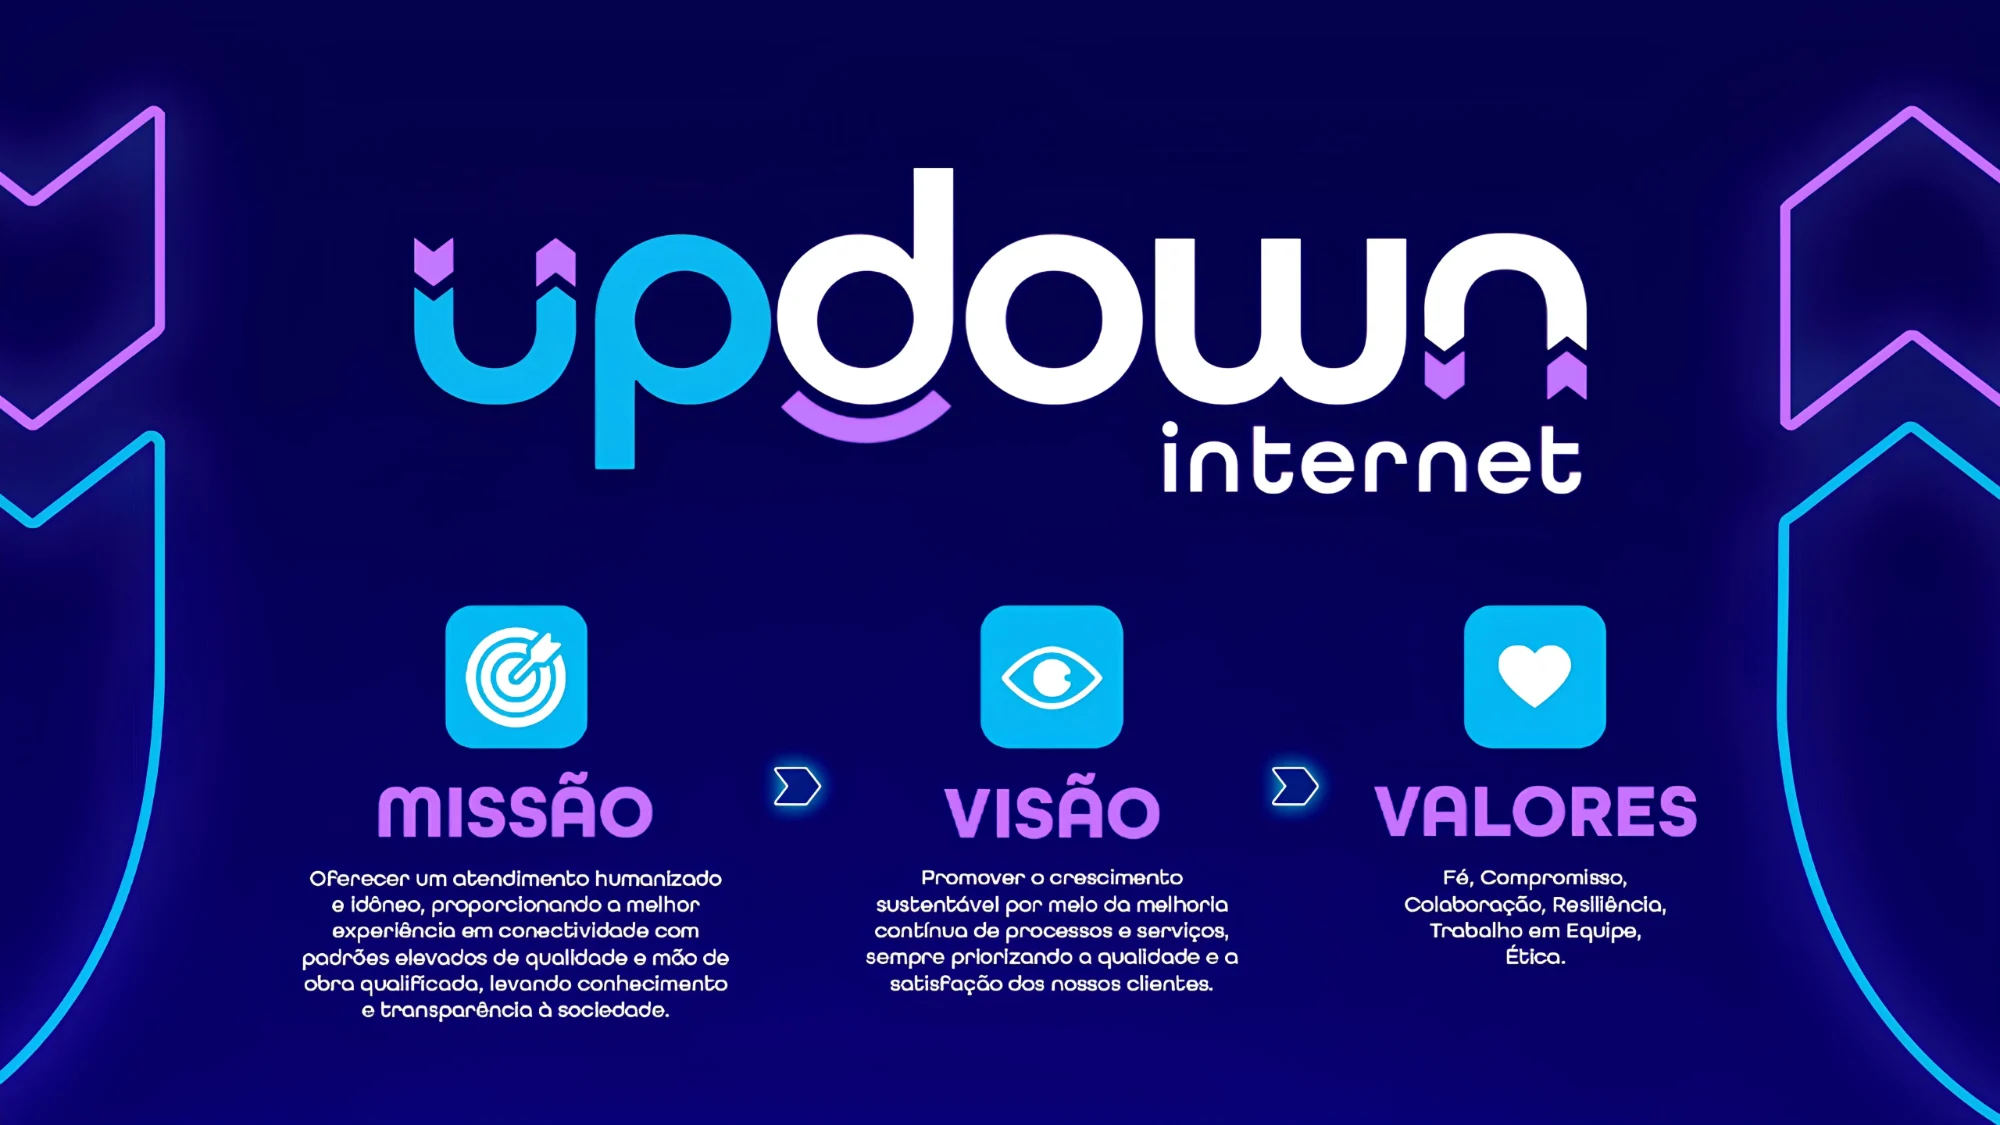 updown
internet
MISSÃO
Oferecer um atendimento humanizado
e idôneo, proporcionando a melhor
experiência em conectividade com
padrões elevados de qualidade e mão de
obra qualificada, levando conhecimento
e transparência à sociedade.
VISÃO
Promover o crescimento
sustentável por meio da melhoria
contínua de processos e serviços,
sempre priorizando a qualidade e a
satisfação dos nossos clientes.
VALORES
Fé, Compromisso,
Colaboração, Resiliência,
Trabalho em Equipe,
Ética.